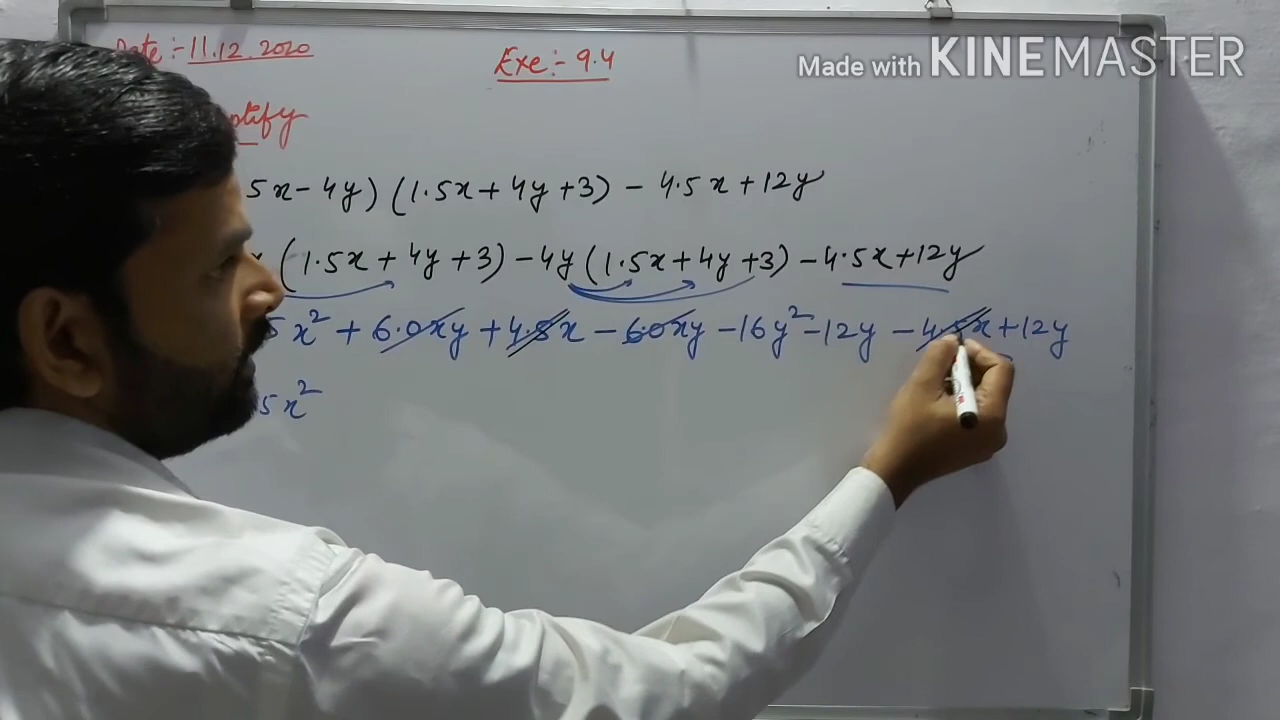 Date:- 11.12.2020
Exe:- 9.4
Made with KINEMASTER
5x - 4y) (1.5x + 4y + 3) - 4.5x + 12y
(1.5x + 4y + 3) - 4y (1.5x + 4y + 3) - 4.5x + 12y
5x² + 6.0xy + 4.5x - 6.0xy - 16y² - 12y - 4.5x + 12y
5x²